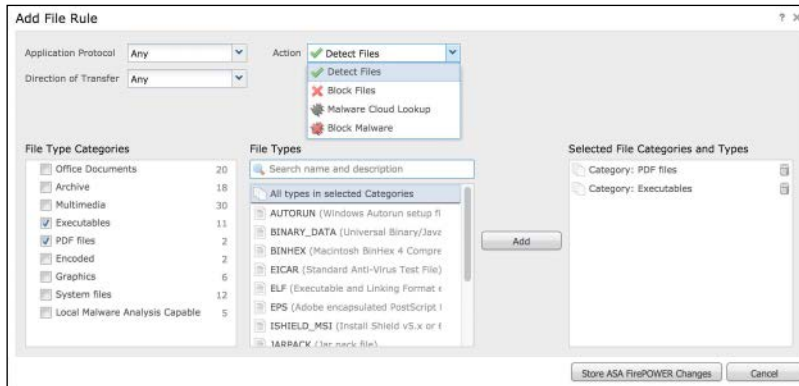 Add File Rule
? X
Application Protocol Any Action Detect Files
Direction of Transfer Any
Detect Files
Block Files
Malware Cloud Lookup
Block Malware
File Type Categories
Office Documents 20
Archive 18
Multimedia 30
Executables 11
PDF files 2
Encoded 2
Graphics 6
System files 12
Local Malware Analysis Capable 5
File Types
Search name and description
All types in selected Categories
AUTORUN (Windows Autorun setup fi
BINARY_DATA (Universal Binary/Java
BINHEX (Macintosh BinHex 4 Compre
EICAR (Standard Anti-Virus Test File)
ELF (Executable and Linking Format e
EPS (Adobe encapsulated PostScript
ISHIELD_MSI (Install Shield v5.x or
JARPACK (Jar pack file)
Add
Selected File Categories and Types
Category: PDF files
Category: Executables
Store ASA FirePOWER Changes
Cancel